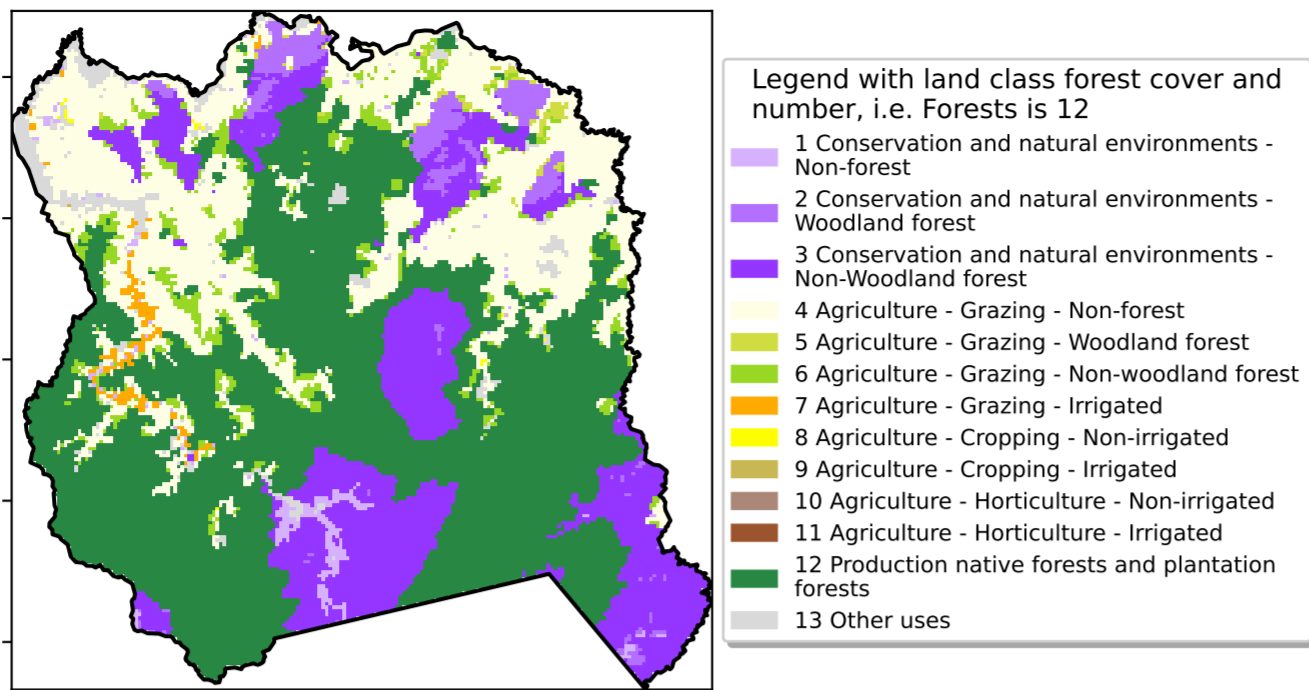 Legend with land class forest cover and
number, i.e. Forests is 12
1 Conservation and natural environments -
Non-forest
2 Conservation and natural environments -
Woodland forest
3 Conservation and natural environments -
Non-Woodland forest
4 Agriculture - Grazing - Non-forest
5 Agriculture - Grazing - Woodland forest
6 Agriculture - Grazing - Non-woodland forest
7 Agriculture - Grazing - Irrigated
8 Agriculture - Cropping - Non-irrigated
9 Agriculture - Cropping - Irrigated
10 Agriculture - Horticulture - Non-irrigated
11 Agriculture - Horticulture - Irrigated
12 Production native forests and plantation
forests
13 Other uses